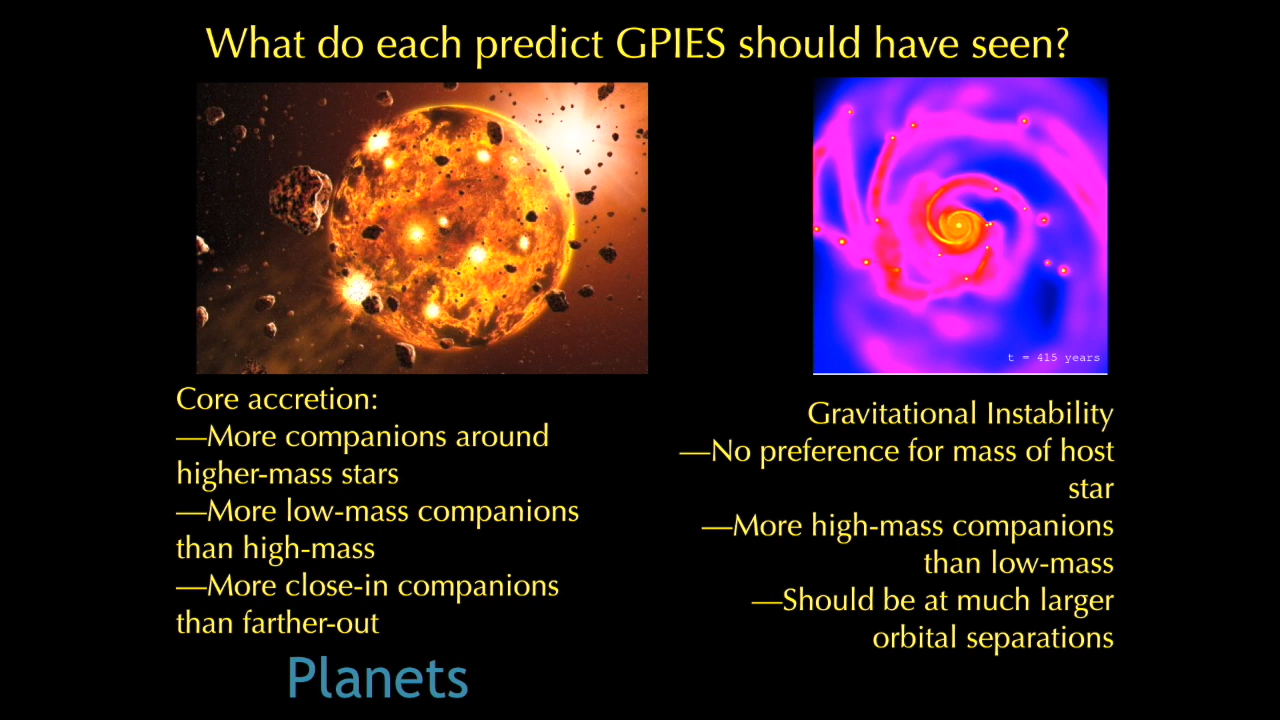 What do each predict GPIES should have seen?
t = 415 years
Core accretion:
—More companions around
higher-mass stars
—More low-mass companions
than high-mass
—More close-in companions
than farther-out
Gravitational Instability
—No preference for mass of host
star
—More high-mass companions
than low-mass
—Should be at much larger
orbital separations
Planets